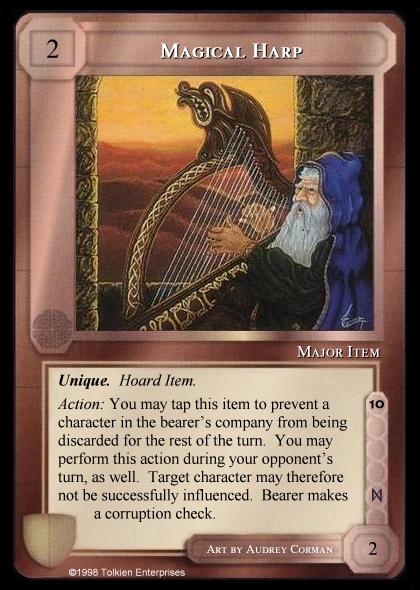 2
MAGICAL HARP
MAJOR ITEM
Unique. Hoard Item.
Action: You may tap this item to prevent a
character in the bearer's company from being
discarded for the rest of the turn. You may
perform this action during your opponent's
turn, as well. Target character may therefore
not be successfully influenced. Bearer makes
a corruption check.
10
ART BY AUDREY CORMAN
2
©1998 Tolkien Enterprises